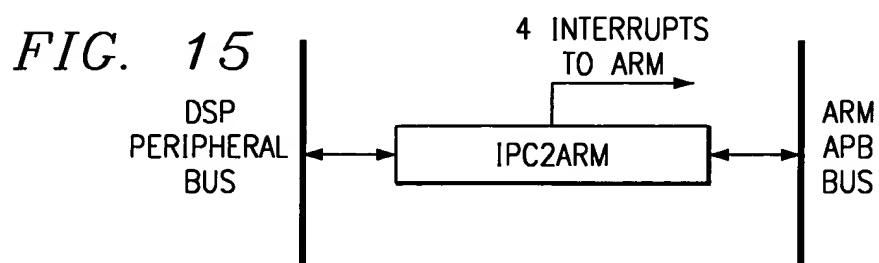 FIG. 15
4 INTERRUPTS
TO ARM
DSP
PERIPHERAL
BUS
IPC2ARM
ARM
APB
BUS